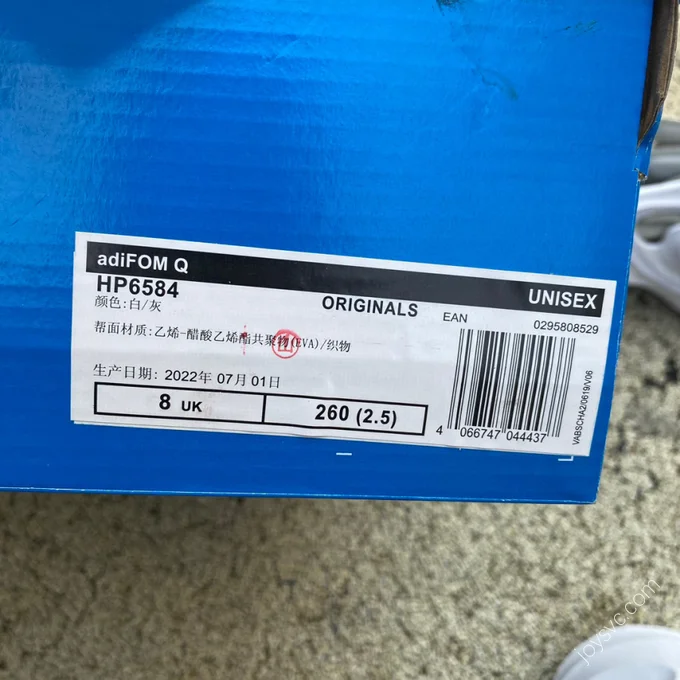 adiFOM Q
HP6584
颜色:白/灰
ORIGINALS
UNISEX
EAN
0295808529
帮面材质:乙烯-醋酸乙烯酯共聚物(EVA)/织物
生产日期: 2022年 07月 01日
8 UK
260 (2.5)
4 066747 044437
VABSCHA2/0619/V06
joysvc.com